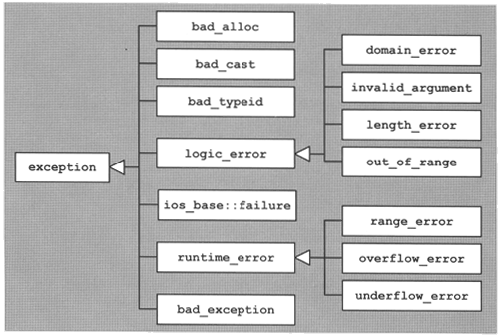 exception
bad_alloc
bad_cast
bad_typeid
logic_error
ios_base::failure
runtime_error
bad_exception
domain_error
invalid_argument
length_error
out_of_range
range_error
overflow_error
underflow_error